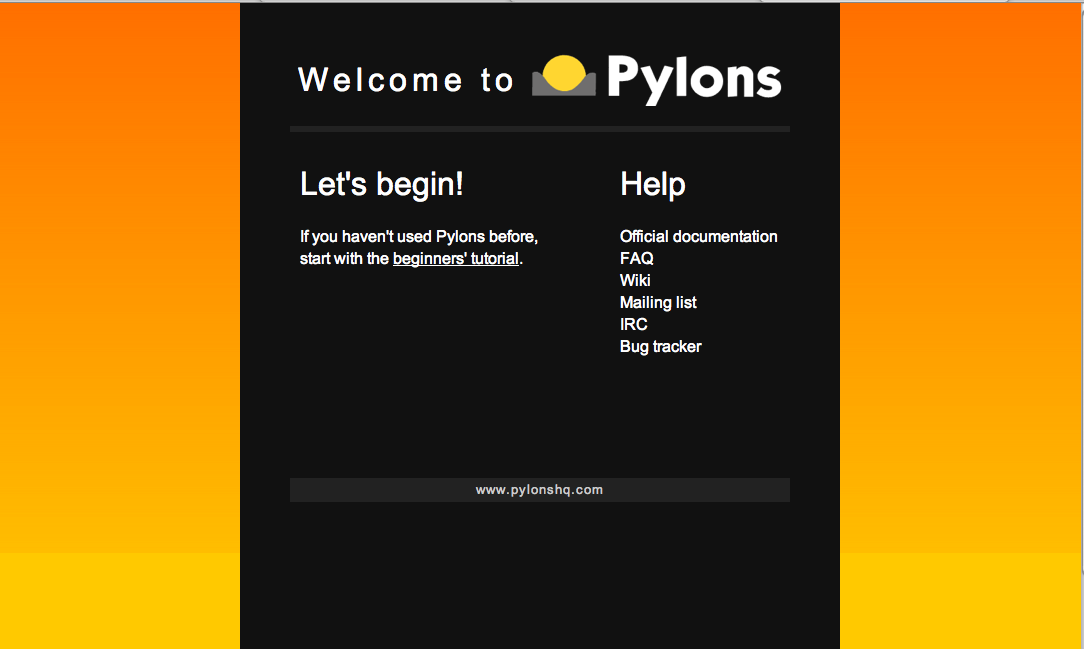 Welcome to Pylons
Let's begin!
If you haven't used Pylons before,
start with the beginners' tutorial.
Help
Official documentation
FAQ
Wiki
Mailing list
IRC
Bug tracker
www.pylonshq.com